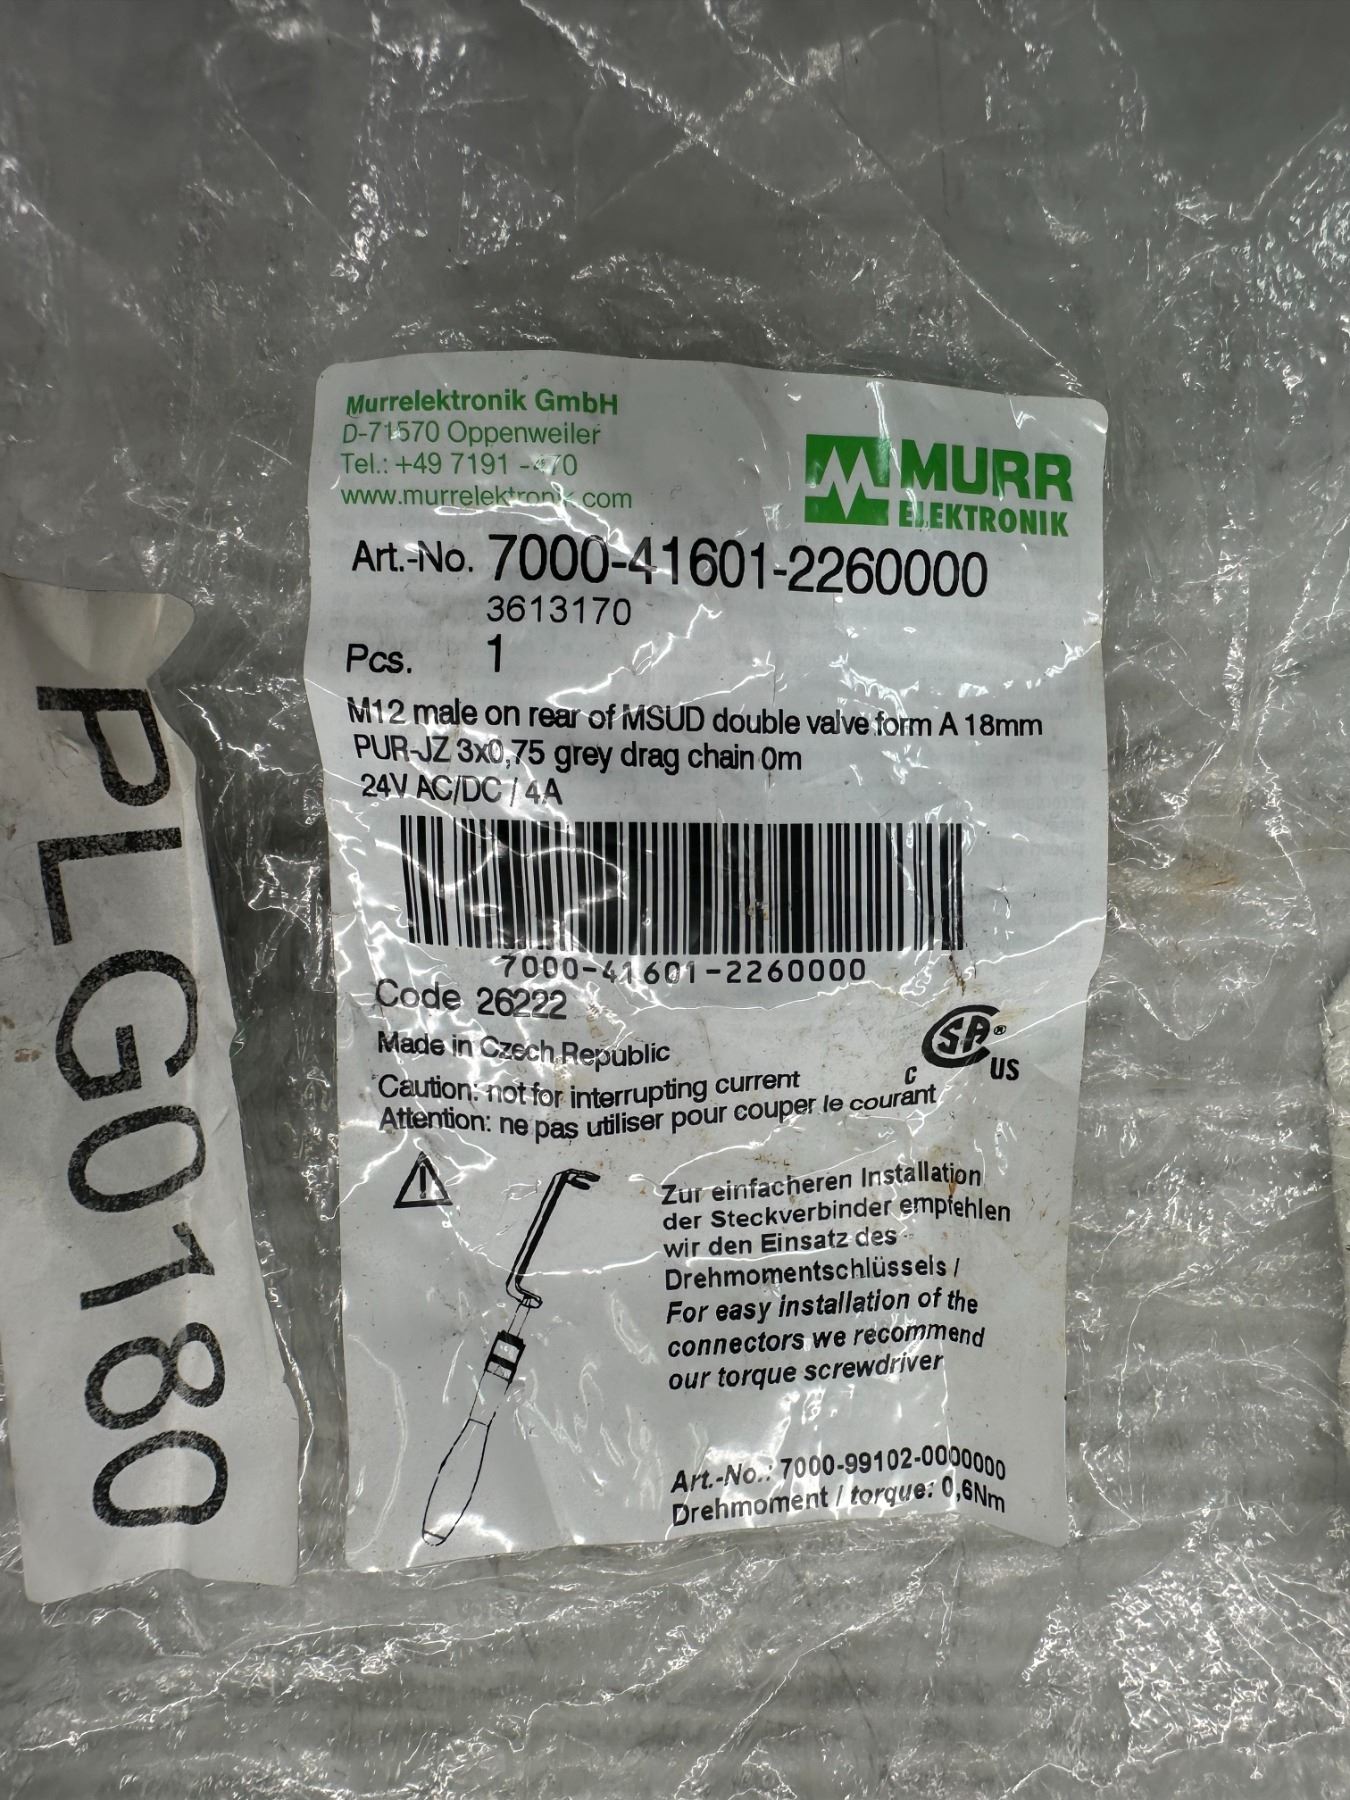 Murrelektronik GmbH
D-71570 Oppenweiler
Tel.: +49 7191 -470
www.murrelektronik.com
MURR
ELEKTRONIK
Art.-No. 7000-41601-2260000
3613170
Pcs. 1
M12 male on rear of MSUD double valve form A 18mm
PUR-JZ 3x0,75 grey drag chain 0m
24V AC/DC / 4A
7000-41601-2260000
Code 26222
Made in Czech Republic
Caution: not for interrupting current
Attention: ne pas utiliser pour couper le courant
C SA® US
Zur einfacheren Installation
der Steckverbinder empfehlen
wir den Einsatz des
Drehmomentschlüssels /
For easy installation of the
connectors we recommend
our torque screwdriver
Art.-No.: 7000-99102-0000000
Drehmoment / torque: 0,6Nm
PLG0180